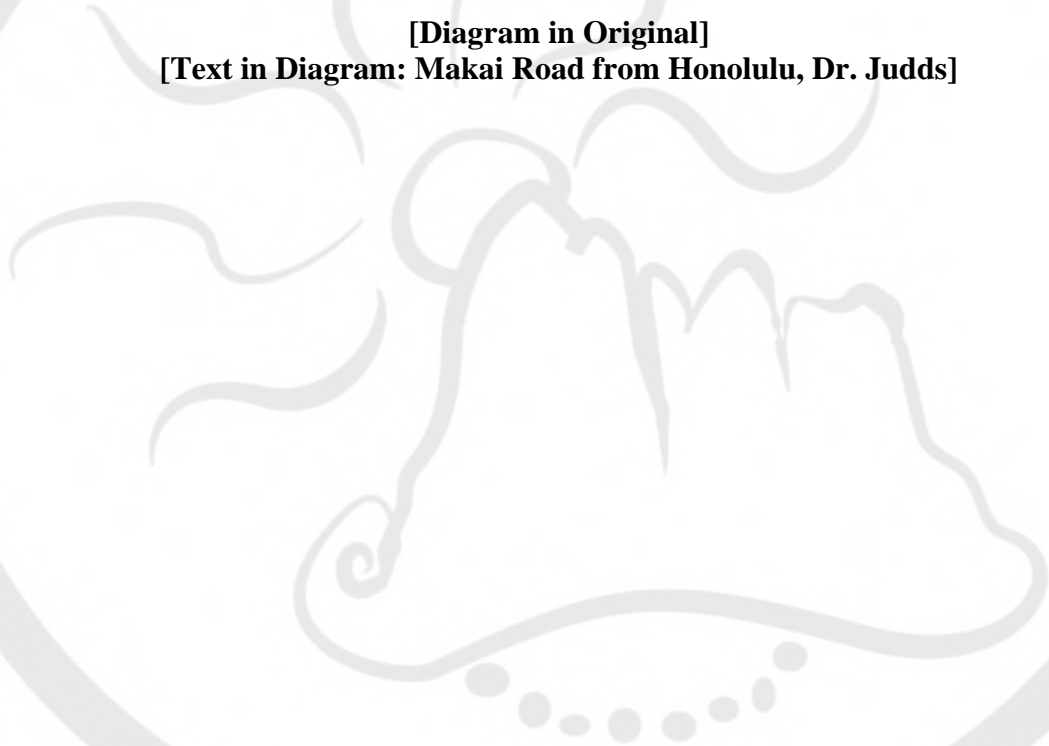 [Diagram in Original]
[Text in Diagram: Makai Road from Honolulu, Dr. Judds]